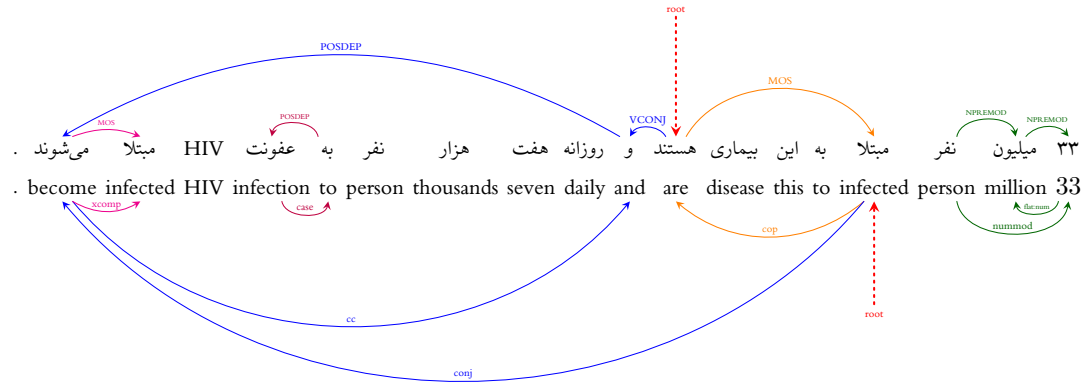 root
POSDEP
MOS
VCONJ
MOS POSDEP NPREMOD NPREMOD
۳۳ میلیون نفر مبتلا به این بیماری هستند و روزانه هفت هزار نفر به عفونت HIV مبتلا می‌شوند .
. become infected HIV infection to person thousands seven daily and are disease this to infected person million 33
xcomp case flat:num
nummod
cop
root
cc
conj